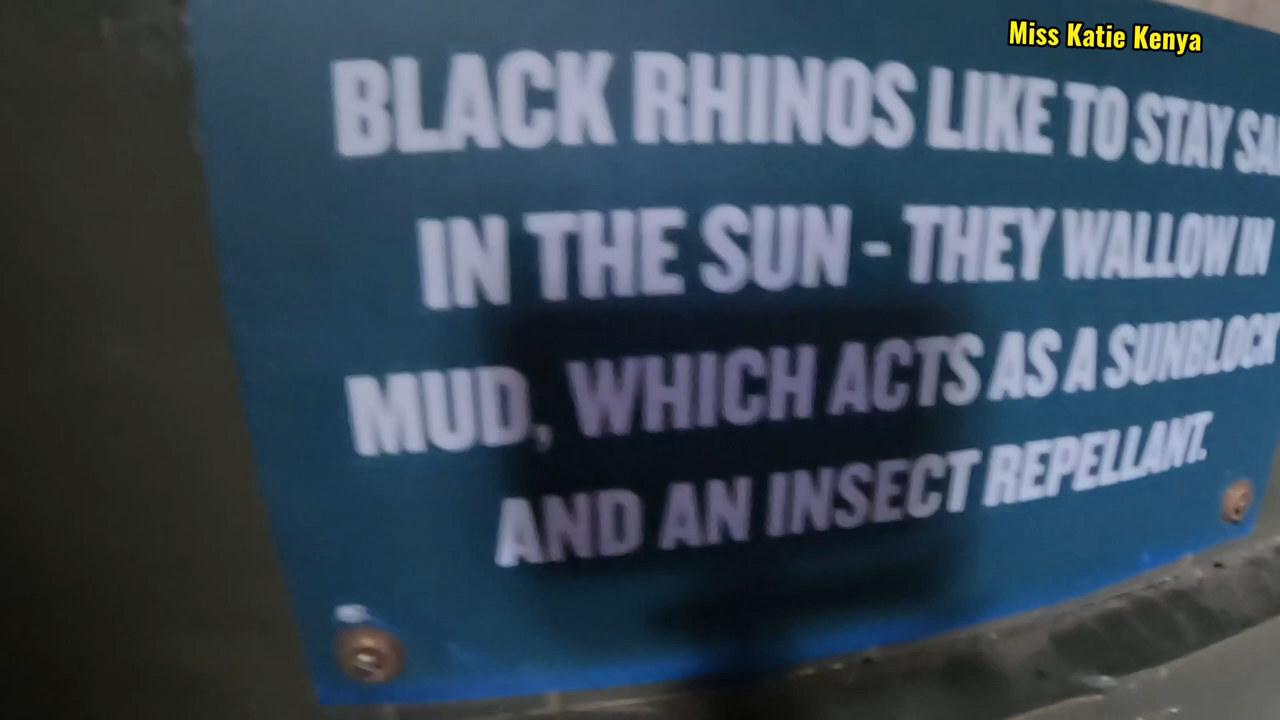 Miss Katie Kenya
BLACK RHINOS LIKE TO STAY
IN THE SUN - THEY WALLOW IN
MUD, WHICH ACTS AS A SUNBLOCK
AND AN INSECT REPELLANT.